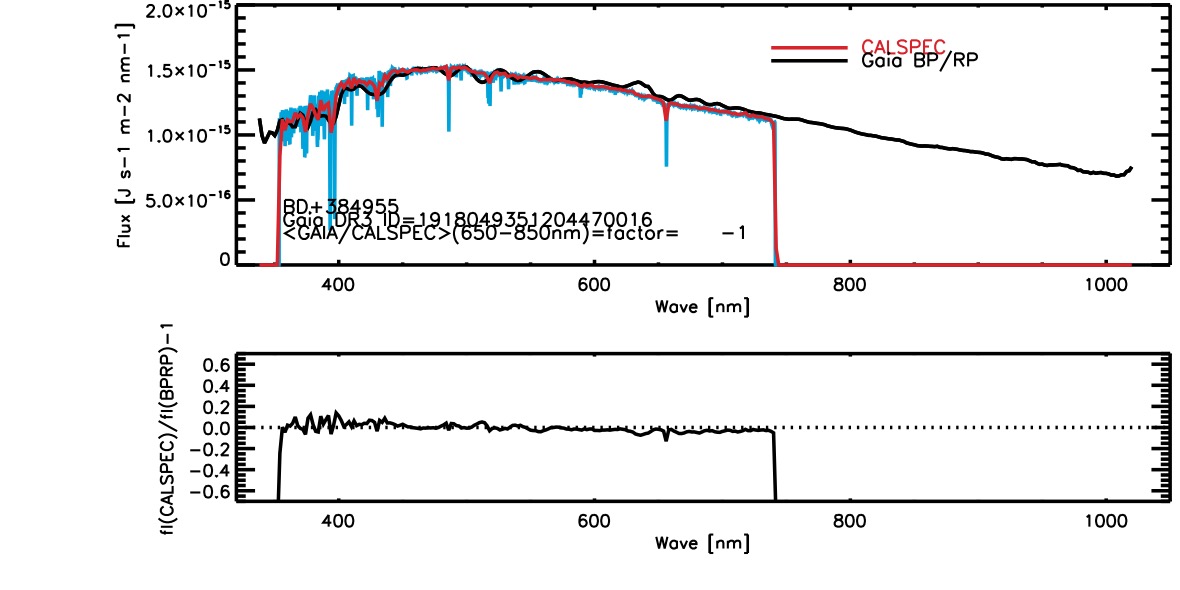 2.0×10−15
1.5×10−15
1.0×10−15
5.0×10−16
0
Flux [J s−1 m−2 nm−1]
CALSPEC
Gaia BP/RP
BD+384955
Gaia DR3 ID=1918049351204470016
<GAIA/CALSPEC>(650−850nm)=factor= −1
400 600 800 1000
Wave [nm]
fl(CALSPEC)/fl(BPRP)−1
0.6
0.4
0.2
0.0
−0.2
−0.4
−0.6
400 600 800 1000
Wave [nm]